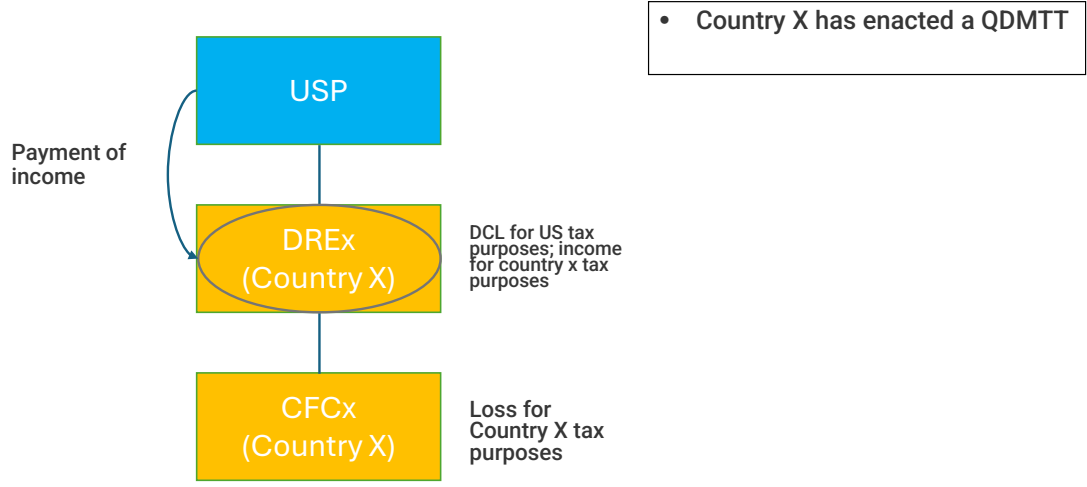 • Country X has enacted a QDMTT
USP
Payment of
income
DREx
(Country X)
DCL for US tax
purposes; income
for country x tax
purposes
CFCx
(Country X)
Loss for
Country X tax
purposes